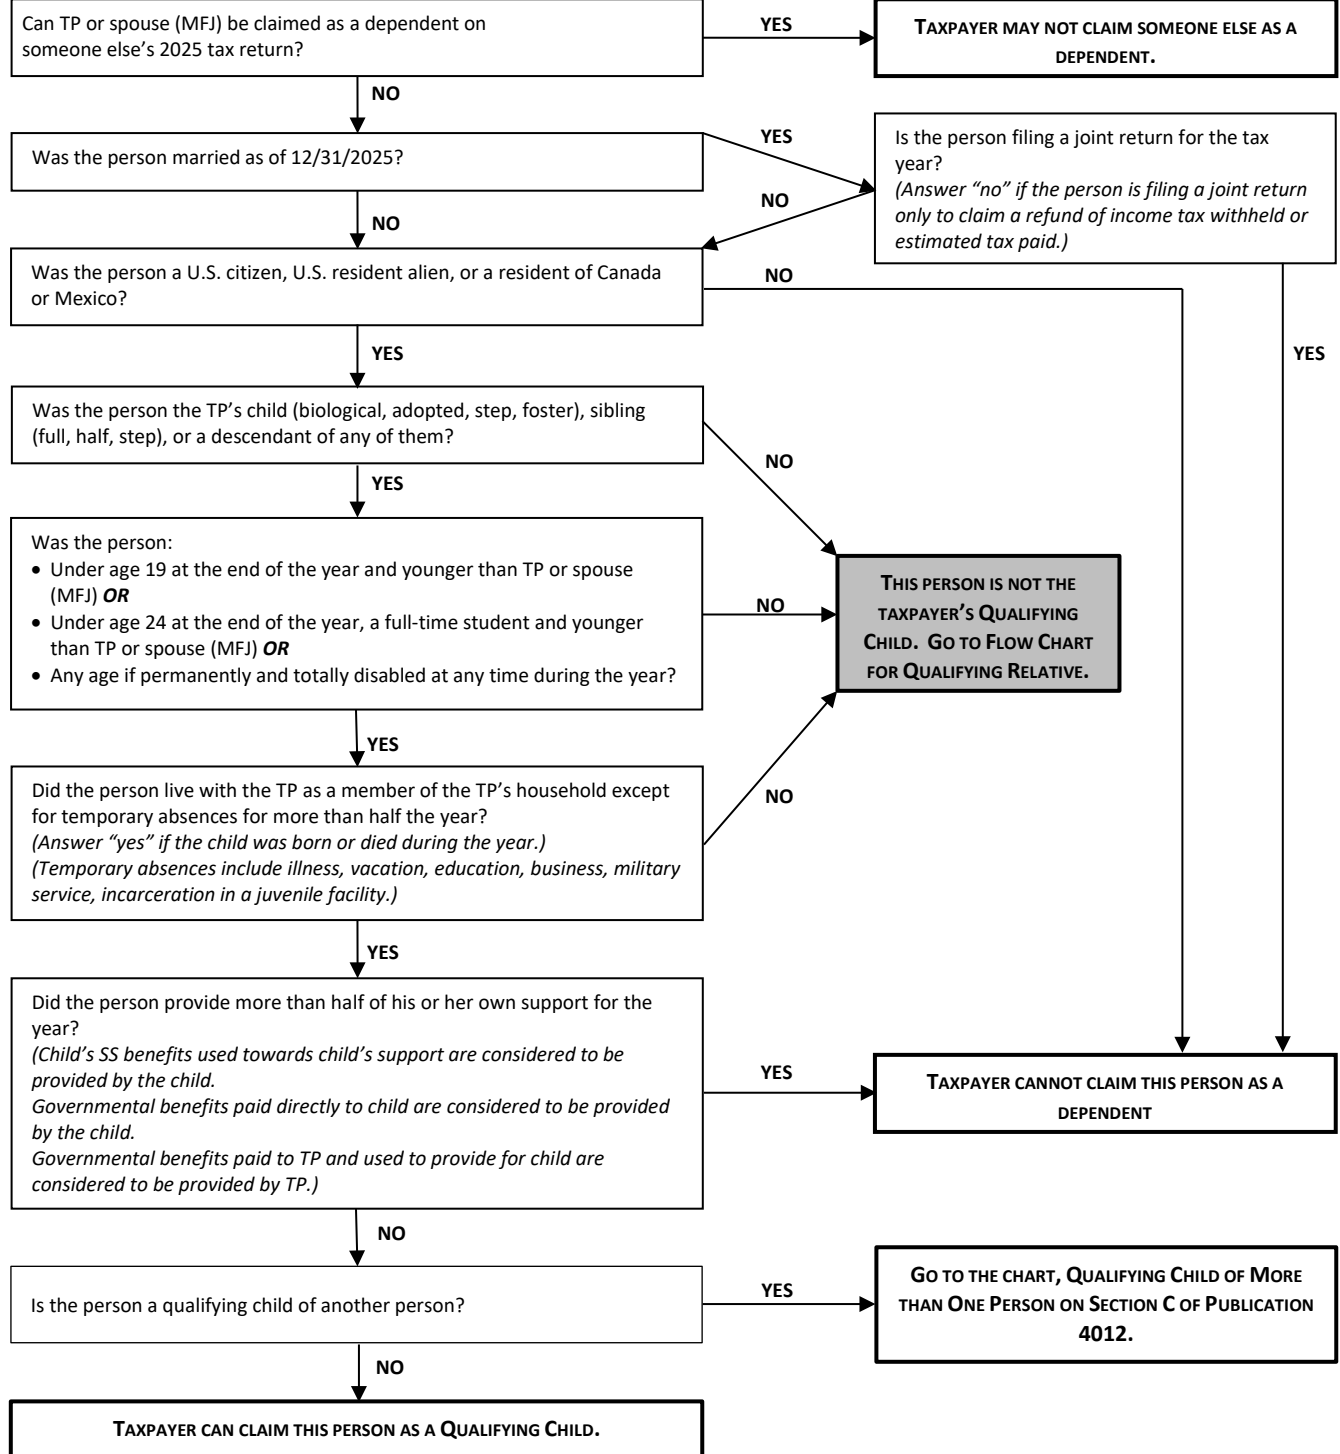 Can TP or spouse (MFJ) be claimed as a dependent on
someone else’s 2025 tax return?
YES
TAXPAYER MAY NOT CLAIM SOMEONE ELSE AS A
DEPENDENT.
NO
Was the person married as of 12/31/2025?
YES
Is the person filing a joint return for the tax
year?
(Answer “no” if the person is filing a joint return
only to claim a refund of income tax withheld or
estimated tax paid.)
NO
NO
Was the person a U.S. citizen, U.S. resident alien, or a resident of Canada
or Mexico?
NO
YES
YES
Was the person the TP’s child (biological, adopted, step, foster), sibling
(full, half, step), or a descendant of any of them?
NO
YES
Was the person:
• Under age 19 at the end of the year and younger than TP or spouse
(MFJ) OR
• Under age 24 at the end of the year, a full-time student and younger
than TP or spouse (MFJ) OR
• Any age if permanently and totally disabled at any time during the year?
NO
THIS PERSON IS NOT THE
TAXPAYER’S QUALIFYING
CHILD. GO TO FLOW CHART
FOR QUALIFYING RELATIVE.
YES
Did the person live with the TP as a member of the TP’s household except
for temporary absences for more than half the year?
(Answer “yes” if the child was born or died during the year.)
(Temporary absences include illness, vacation, education, business, military
service, incarceration in a juvenile facility.)
NO
YES
Did the person provide more than half of his or her own support for the
year?
(Child’s SS benefits used towards child’s support are considered to be
provided by the child.
Governmental benefits paid directly to child are considered to be provided
by the child.
Governmental benefits paid to TP and used to provide for child are
considered to be provided by TP.)
YES
TAXPAYER CANNOT CLAIM THIS PERSON AS A
DEPENDENT
NO
Is the person a qualifying child of another person?
YES
GO TO THE CHART, QUALIFYING CHILD OF MORE
THAN ONE PERSON ON SECTION C OF PUBLICATION
4012.
NO
TAXPAYER CAN CLAIM THIS PERSON AS A QUALIFYING CHILD.